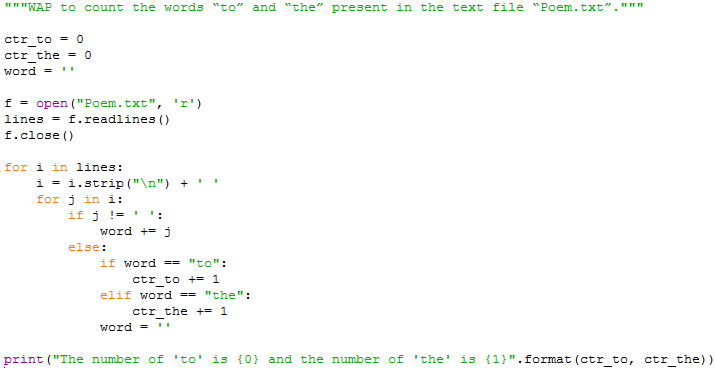 """WAP to count the words “to” and “the” present in the text file “Poem.txt”."""

ctr_to = 0
ctr_the = 0
word = ''

f = open("Poem.txt", 'r')
lines = f.readlines()
f.close()

for i in lines:
    i = i.strip("\n") + ' '
    for j in i:
        if j != ' ':
            word += j
        else:
            if word == "to":
                ctr_to += 1
            elif word == "the":
                ctr_the += 1
            word = ''

print("The number of 'to' is {0} and the number of 'the' is {1}".format(ctr_to, ctr_the))